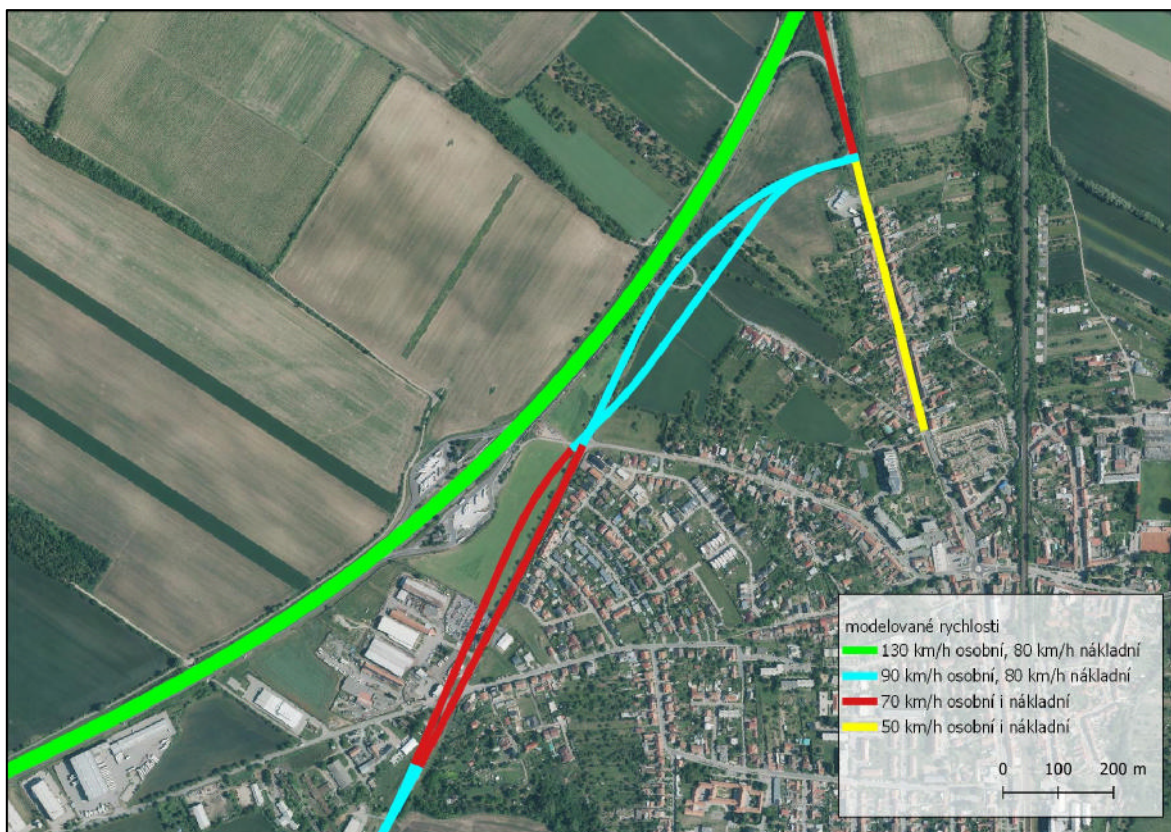 modelované rychlosti
130 km/h osobní, 80 km/h nákladní
90 km/h osobní, 80 km/h nákladní
70 km/h osobní i nákladní
50 km/h osobní i nákladní
0 100 200 m